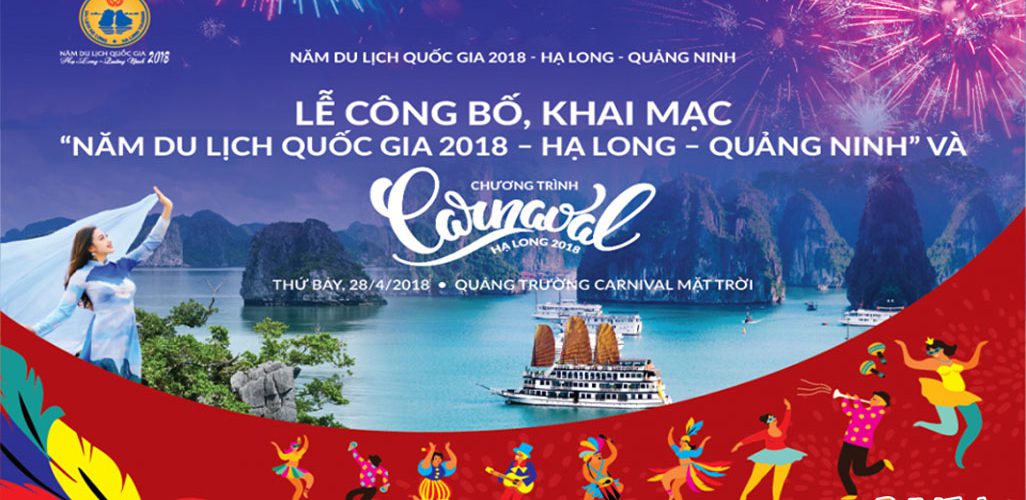 NĂM DU LỊCH QUỐC GIA 2018
Hạ Long - Quảng Ninh
NĂM DU LỊCH QUỐC GIA 2018 - HẠ LONG - QUẢNG NINH
LỄ CÔNG BỐ, KHAI MẠC
“NĂM DU LỊCH QUỐC GIA 2018 – HẠ LONG – QUẢNG NINH” VÀ
CHƯƠNG TRÌNH
Carnaval
HẠ LONG 2018
THỨ BẢY, 28/4/2018 • QUẢNG TRƯỜNG CARNIVAL MẶT TRỜI